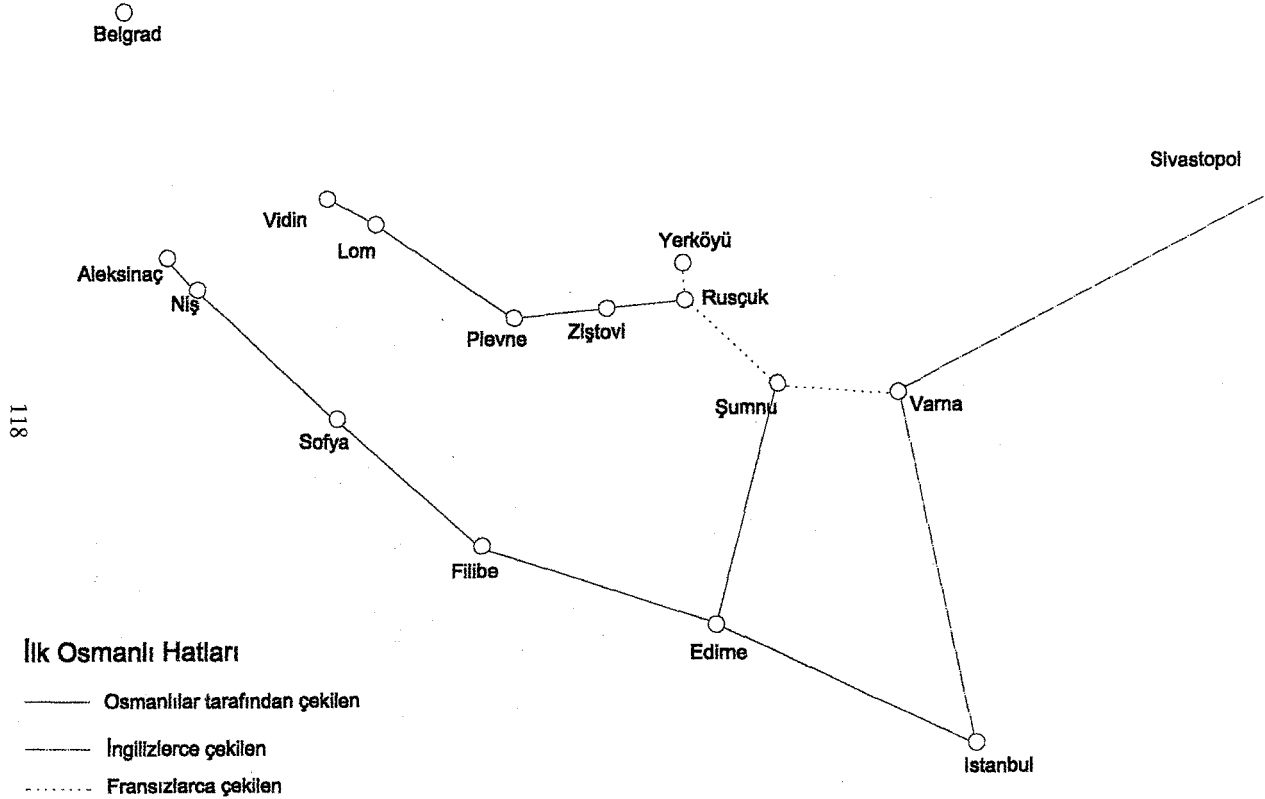 Belgrad
Sivastopol
Vidin
Lom
Yerköyü
Aleksinaç
Niş
Rusçuk
Plevne
Ziştovi
Şumnu
Varna
118
Sofya
Filibe
Edirne
İlk Osmanlı Hatları
Osmanlılar tarafından çekilen
İngilizlerce çekilen
Fransızlarca çekilen
Istanbul